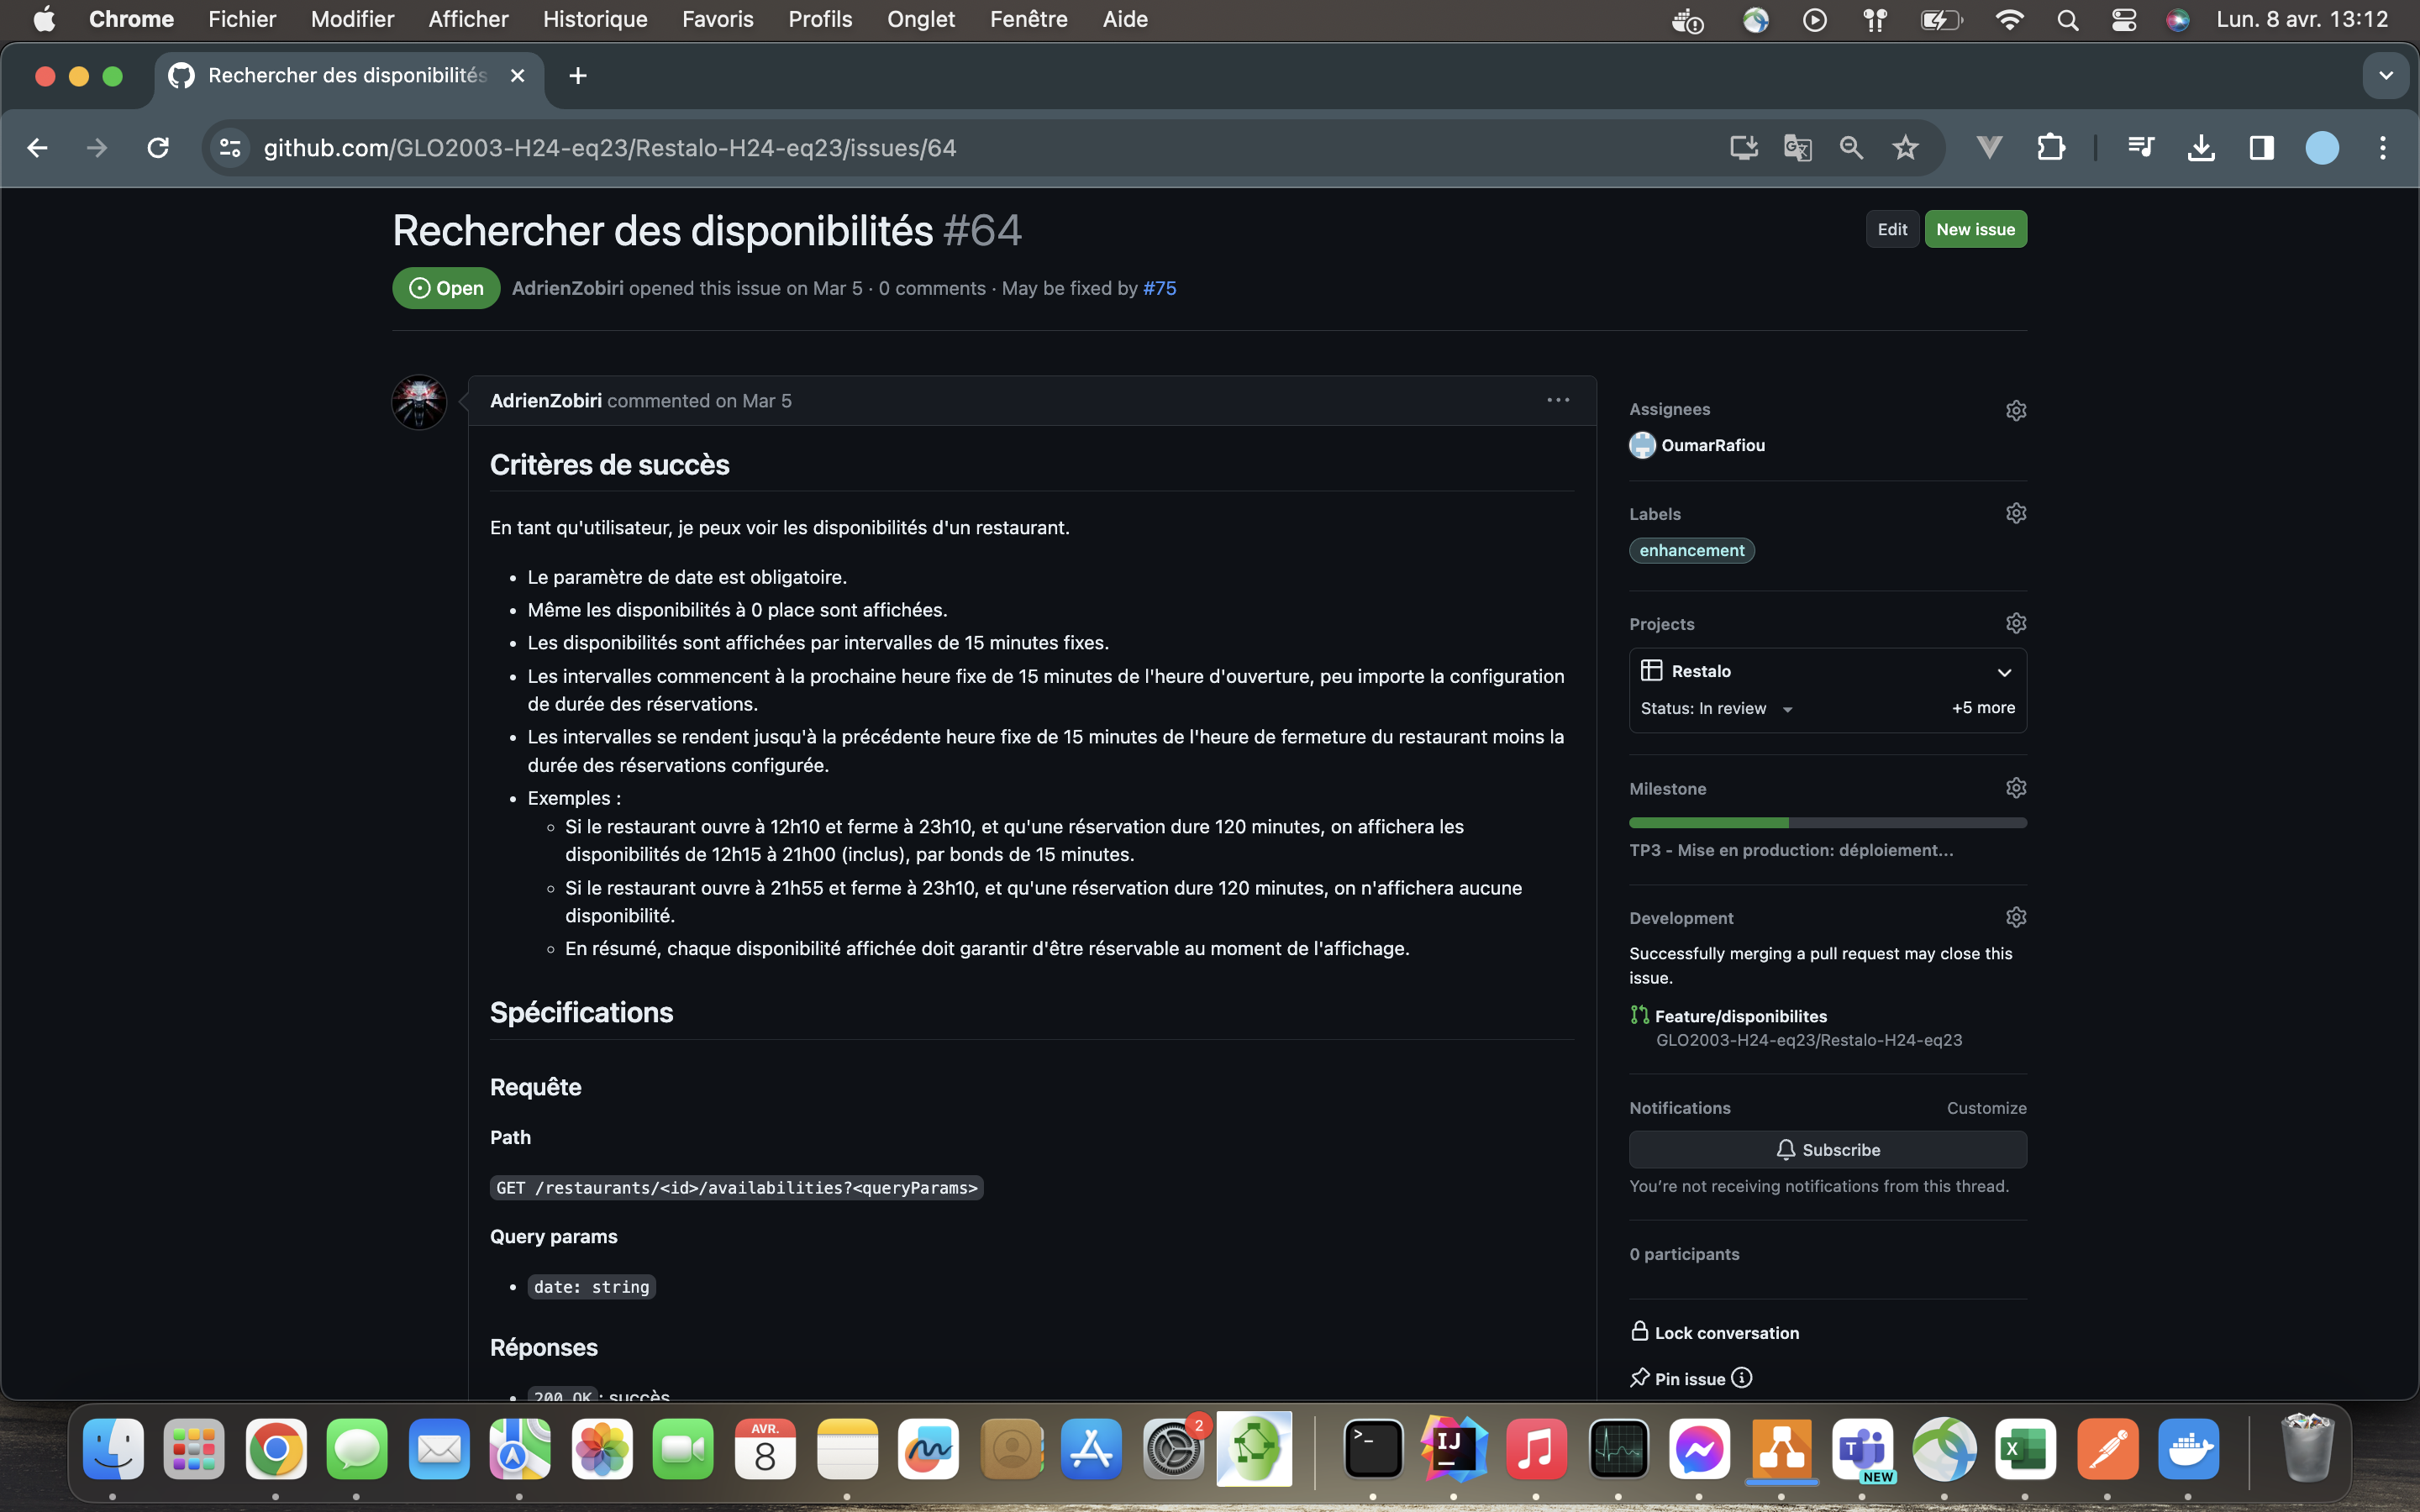 Chrome Fichier Modifier Afficher Historique Favoris Profils Onglet Fenêtre Aide Lun. 8 avr. 13:12
Rechercher des disponibilités
github.com/GLO2003-H24-eq23/Restalo-H24-eq23/issues/64
Rechercher des disponibilités #64
Edit New issue
Open AdrienZobiri opened this issue on Mar 5 · 0 comments · May be fixed by #75
AdrienZobiri commented on Mar 5
Critères de succès
En tant qu'utilisateur, je peux voir les disponibilités d'un restaurant.
• Le paramètre de date est obligatoire.
• Même les disponibilités à 0 place sont affichées.
• Les disponibilités sont affichées par intervalles de 15 minutes fixes.
• Les intervalles commencent à la prochaine heure fixe de 15 minutes de l'heure d'ouverture, peu importe la configuration
de durée des réservations.
• Les intervalles se rendent jusqu'à la précédente heure fixe de 15 minutes de l'heure de fermeture du restaurant moins la
durée des réservations configurée.
• Exemples :
◦ Si le restaurant ouvre à 12h10 et ferme à 23h10, et qu'une réservation dure 120 minutes, on affichera les
disponibilités de 12h15 à 21h00 (inclus), par bonds de 15 minutes.
◦ Si le restaurant ouvre à 21h55 et ferme à 23h10, et qu'une réservation dure 120 minutes, on n'affichera aucune
disponibilité.
◦ En résumé, chaque disponibilité affichée doit garantir d'être réservable au moment de l'affichage.
Spécifications
Requête
Path
GET /restaurants/<id>/availabilities?<queryParams>
Query params
• date: string
Réponses
• 200 OK : succès
Assignees
OumarRafiou
Labels
enhancement
Projects
Restalo
Status: In review +5 more
Milestone
TP3 - Mise en production: déploiement...
Development
Successfully merging a pull request may close this
issue.
Feature/disponibilites
GLO2003-H24-eq23/Restalo-H24-eq23
Notifications Customize
Subscribe
You're not receiving notifications from this thread.
0 participants
Lock conversation
Pin issue
AVR.
8
2
>_
IJ
T
NEW
X